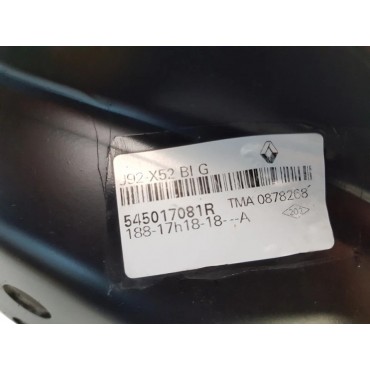 J92-X52 BI G
545017081R TMA 0878268
188-17h18-18---A